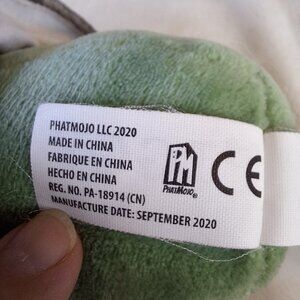 PHATMOJO LLC 2020
MADE IN CHINA
FABRIQUE EN CHINA
HECHO EN CHINA
REG. NO. PA-18914 (CN)
MANUFACTURE DATE: SEPTEMBER 2020
PM
PHATMOJO®
CE